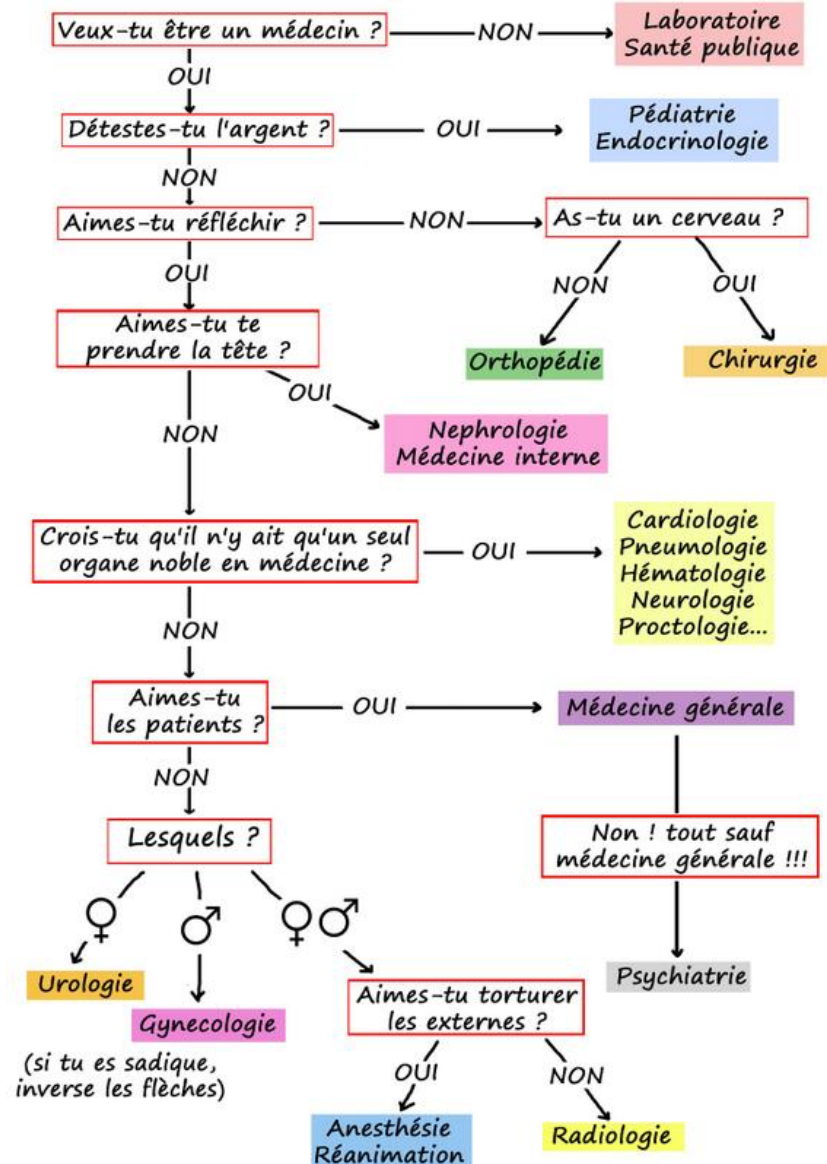 Veux-tu être un médecin ?
NON
Laboratoire
Santé publique
OUI
Détestes-tu l'argent ?
OUI
Pédiatrie
Endocrinologie
NON
Aimes-tu réfléchir ?
NON
As-tu un cerveau ?
OUI
NON
OUI
Aimes-tu te
prendre la tête ?
Orthopédie
Chirurgie
OUI
NON
Nephrologie
Médecine interne
Crois-tu qu'il n'y ait qu'un seul
organe noble en médecine ?
OUI
Cardiologie
Pneumologie
Hématologie
Neurologie
Proctologie...
NON
Aimes-tu
les patients ?
OUI
Médecine générale
NON
Lesquels ?
Non ! tout sauf
médecine générale !!!
♀
♂
♀♂
Urologie
Gynecologie
Psychiatrie
(si tu es sadique,
inverse les flèches)
Aimes-tu torturer
les externes ?
OUI
NON
Anesthésie
Réanimation
Radiologie